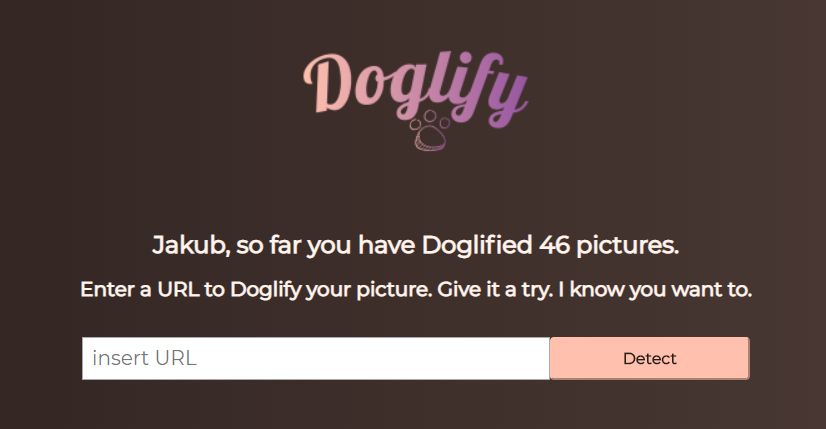 Doglify
Jakub, so far you have Doglified 46 pictures.
Enter a URL to Doglify your picture. Give it a try. I know you want to.
insert URL
Detect